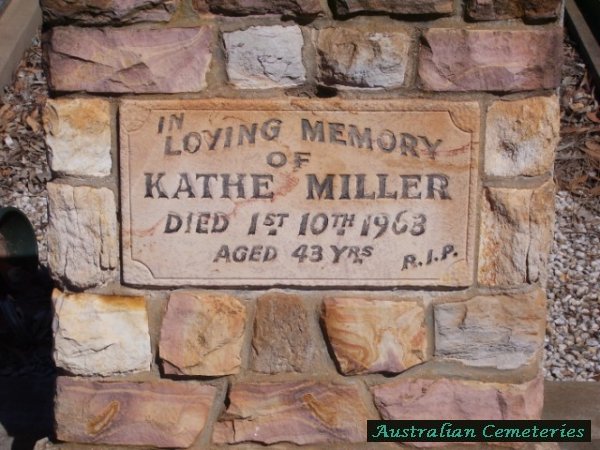 IN
LOVING MEMORY
OF
KATHE MILLER
DIED 1ST 10TH 1963
AGED 43 YRS
R.I.P.
Australian Cemeteries